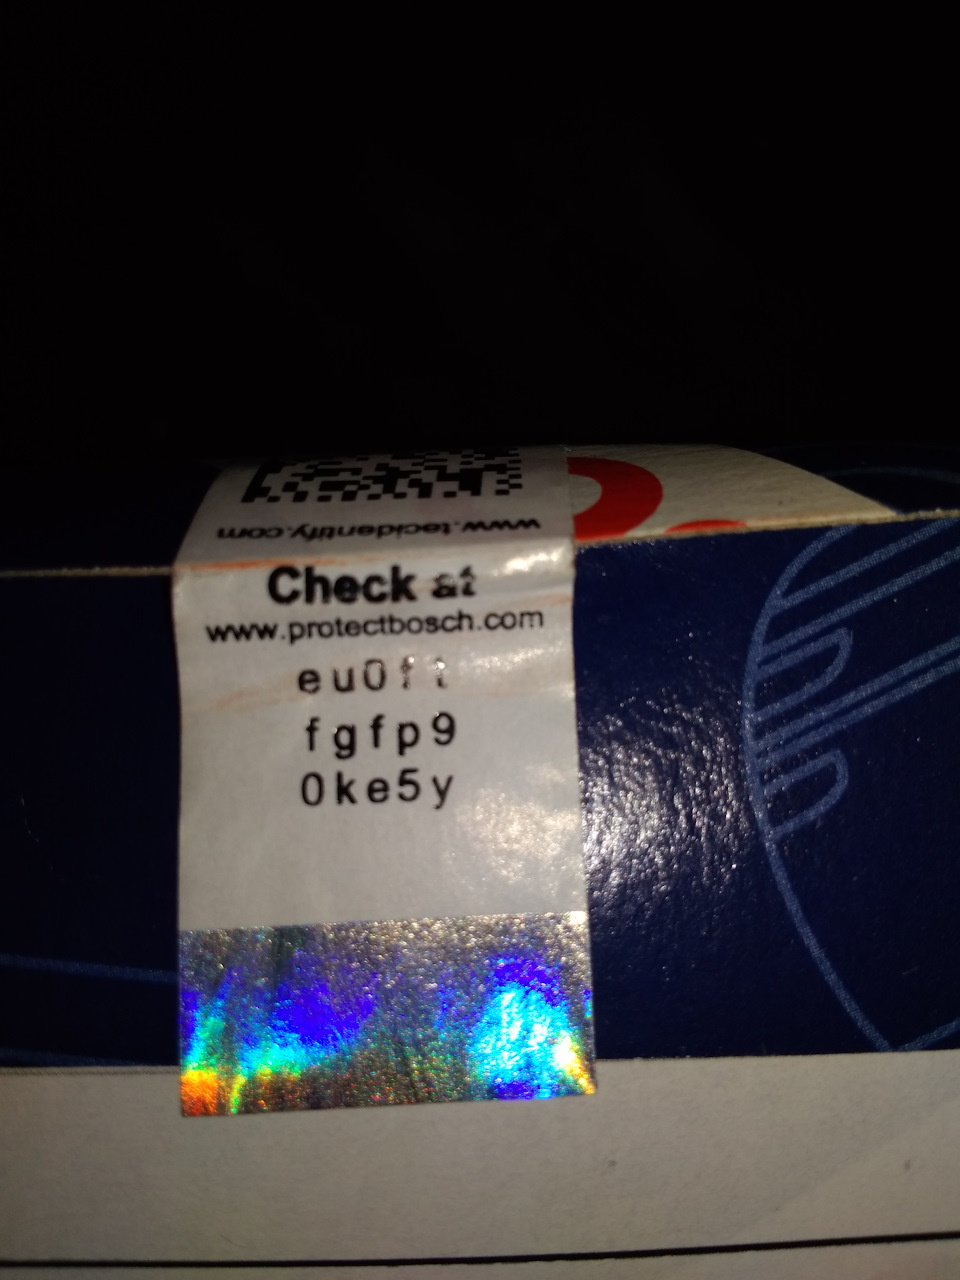 www.tecidentify.com
Check at
www.protectbosch.com
eu0ft
fgfp9
0ke5y